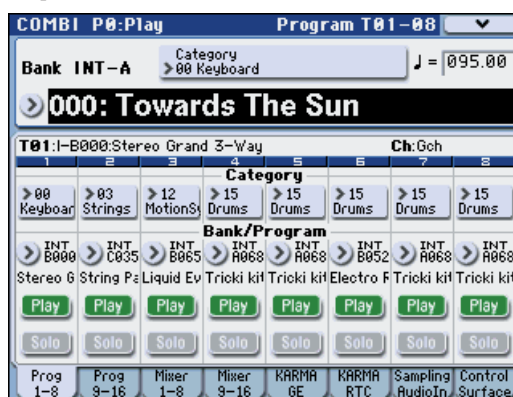 COMBI P0:Play Program T01-08
Bank INT-A
Category
00 Keyboard
♩ = 095.00
000: Towards The Sun
T01:I-B000:Stereo Grand 3-Way Ch:Gch
1 2 3 4 5 6 7 8
Category
00 03 12 15 15 15 15 15
Keyboar Strings MotionSy Drums Drums Drums Drums Drums
Bank/Program
INT INT INT INT INT INT INT INT
B000 C035 B065 A068 A068 B052 A068 A068
Stereo G String Pa Liquid Ev Tricki kit Tricki kit Electro F Tricki kit Tricki kit
Play Play Play Play Play Play Play Play
Solo Solo Solo Solo Solo Solo Solo Solo
Prog Prog Mixer Mixer KARMA KARMA Sampling Control
1-8 9-16 1-8 9-16 GE RTC AudioIn Surface